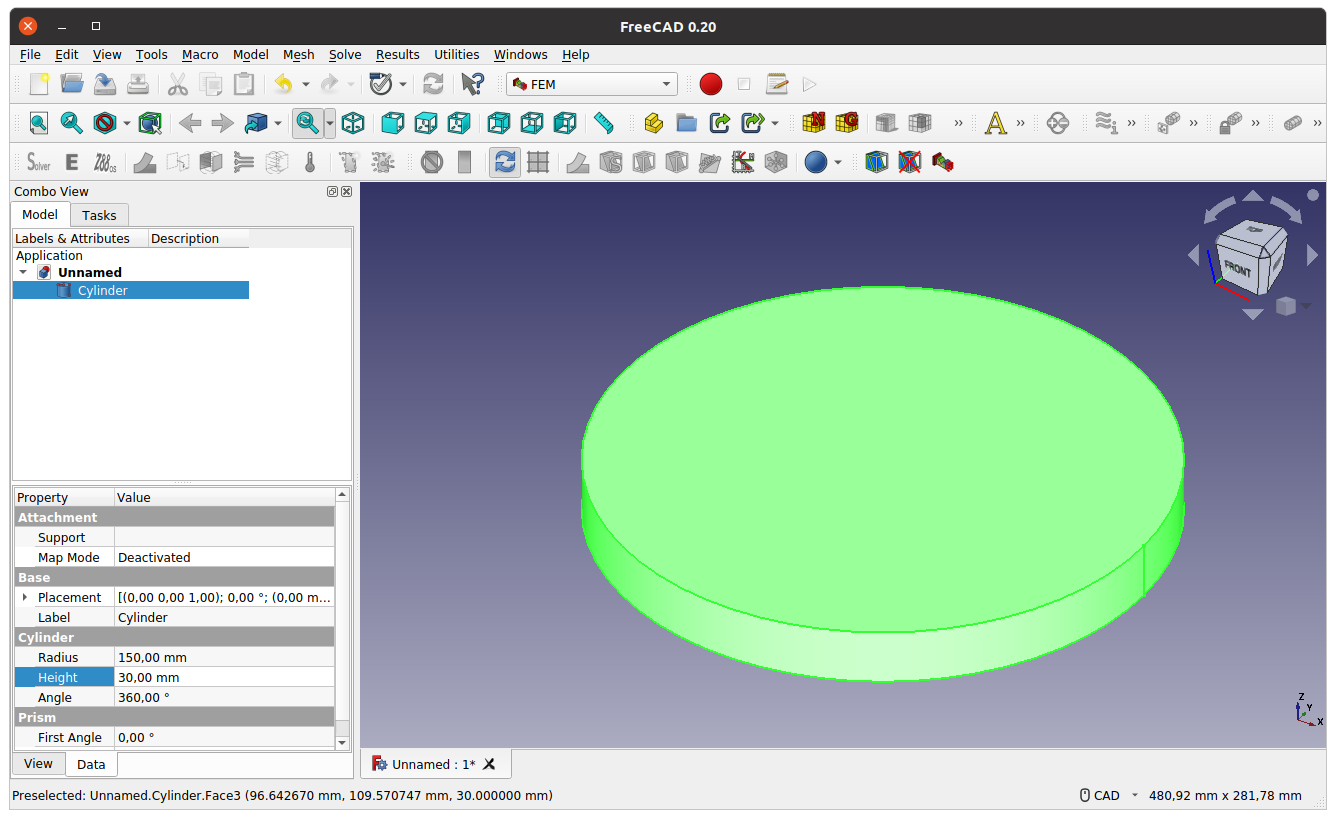 FreeCAD 0.20
File Edit View Tools Macro Model Mesh Solve Results Utilities Windows Help
FEM
N G A »
Solver E Z88os
Combo View
Model Tasks
Labels & Attributes Description
Application
Unnamed
Cylinder
FRONT
Property Value
Attachment
Support
Map Mode Deactivated
Base
Placement [(0,00 0,00 1,00); 0,00 °; (0,00 m...
Label Cylinder
Cylinder
Radius 150,00 mm
Height 30,00 mm
Angle 360,00 °
Prism
First Angle 0,00 °
Z
Y
X
View Data
Unnamed : 1*
Preselected: Unnamed.Cylinder.Face3 (96.642670 mm, 109.570747 mm, 30.000000 mm)
CAD 480,92 mm x 281,78 mm